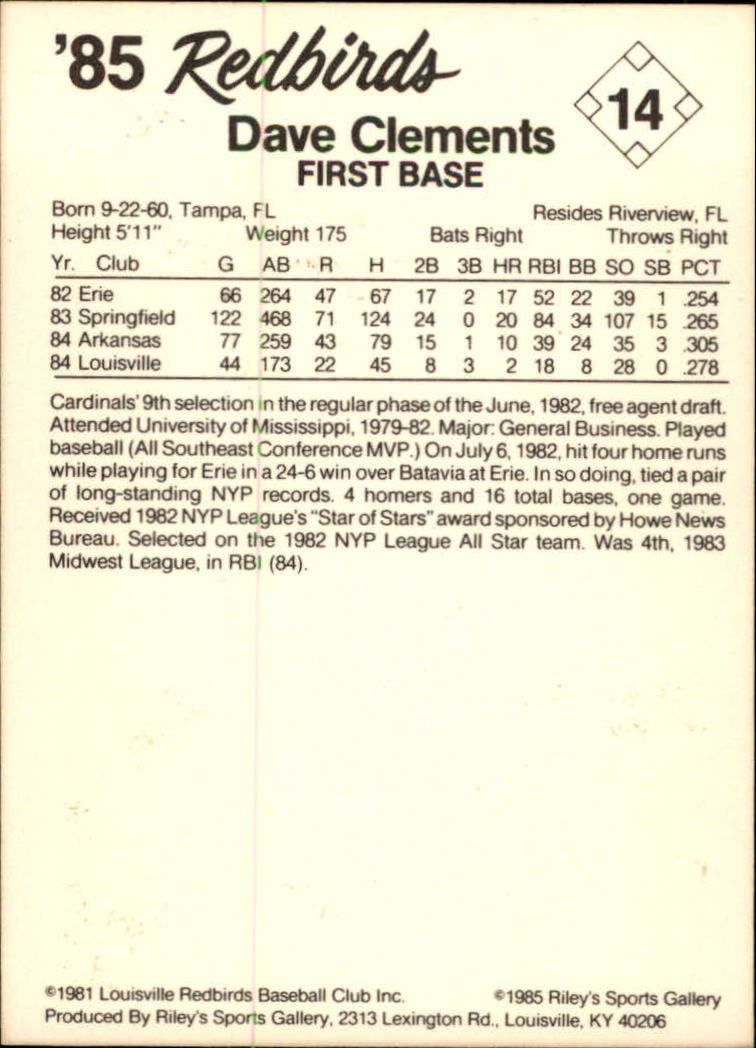 '85 Redbirds
14
Dave Clements
FIRST BASE
Born 9-22-60, Tampa, FL Resides Riverview, FL
Height 5'11" Weight 175 Bats Right Throws Right
Yr. Club G AB R H 2B 3B HR RBI BB SO SB PCT
82 Erie 66 264 47 67 17 2 17 52 22 39 1 .254
83 Springfield 122 468 71 124 24 0 20 84 34 107 15 .265
84 Arkansas 77 259 43 79 15 1 10 39 24 35 3 .305
84 Louisville 44 173 22 45 8 3 2 18 8 28 0 .278
Cardinals' 9th selection in the regular phase of the June, 1982, free agent draft.
Attended University of Mississippi, 1979-82. Major: General Business. Played
baseball (All Southeast Conference MVP.) On July 6, 1982, hit four home runs
while playing for Erie in a 24-6 win over Batavia at Erie. In so doing, tied a pair
of long-standing NYP records. 4 homers and 16 total bases, one game.
Received 1982 NYP League's "Star of Stars" award sponsored by Howe News
Bureau. Selected on the 1982 NYP League All Star team. Was 4th, 1983
Midwest League, in RBI (84).
©1981 Louisville Redbirds Baseball Club Inc. ©1985 Riley's Sports Gallery
Produced By Riley's Sports Gallery, 2313 Lexington Rd., Louisville, KY 40206